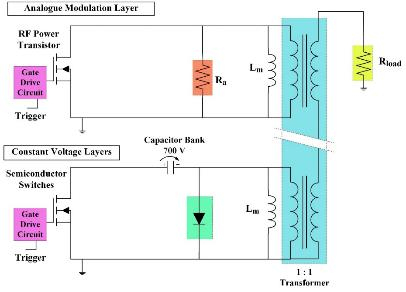 Analogue Modulation Layer
RF Power
Transistor
Gate
Drive
Circuit
Trigger
Ra
Lm
Rload
Constant Voltage Layers
Capacitor Bank
700 V
Semiconductor
Switches
Gate
Drive
Circuit
Trigger
Lm
1 : 1
Transformer